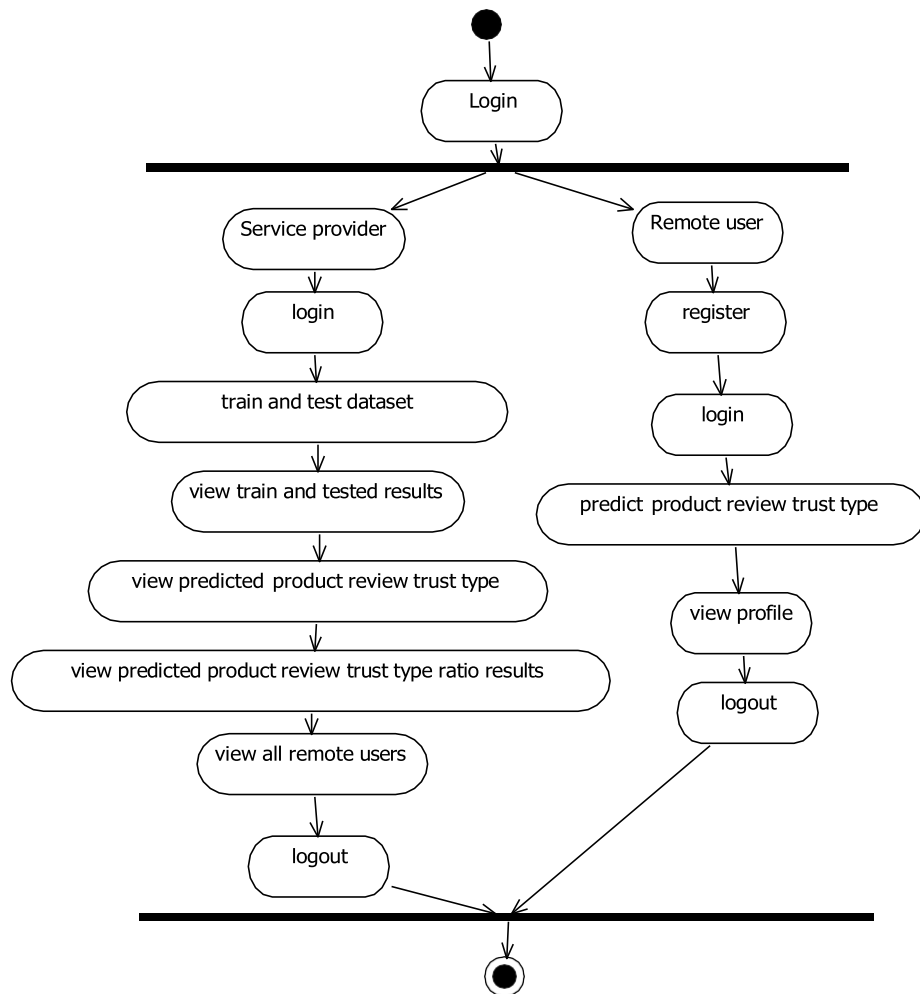 Login
Service provider
login
train and test dataset
view train and tested results
view predicted product review trust type
view predicted product review trust type ratio results
view all remote users
logout
Remote user
register
login
predict product review trust type
view profile
logout